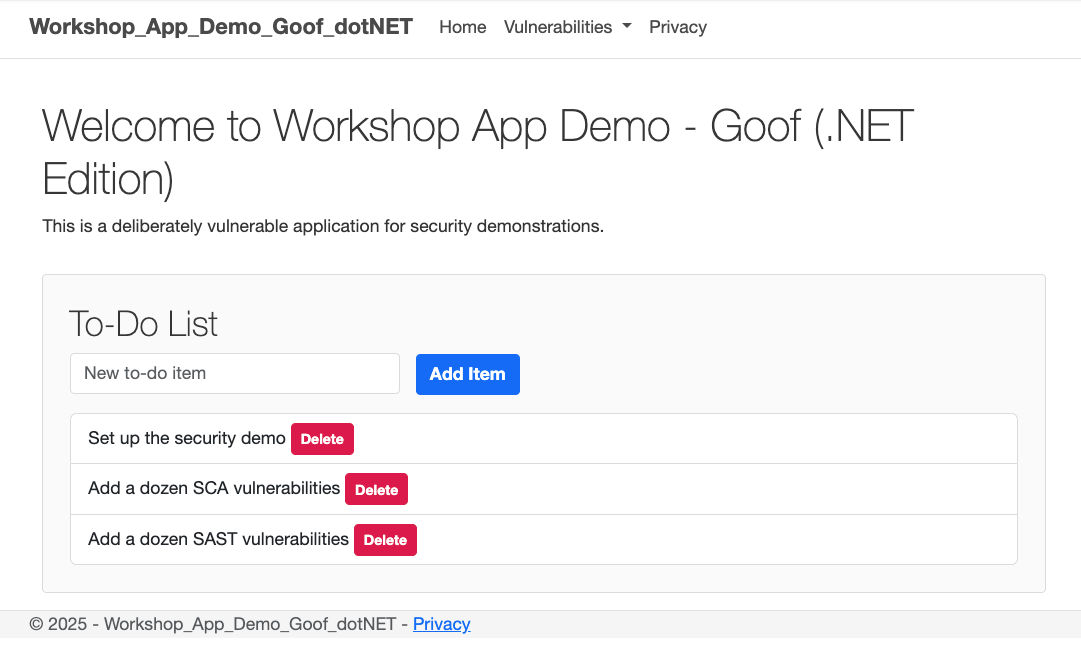 Workshop_App_Demo_Goof_dotNET Home Vulnerabilities Privacy
Welcome to Workshop App Demo - Goof (.NET
Edition)
This is a deliberately vulnerable application for security demonstrations.
To-Do List
New to-do item Add Item
Set up the security demo Delete
Add a dozen SCA vulnerabilities Delete
Add a dozen SAST vulnerabilities Delete
© 2025 - Workshop_App_Demo_Goof_dotNET - Privacy